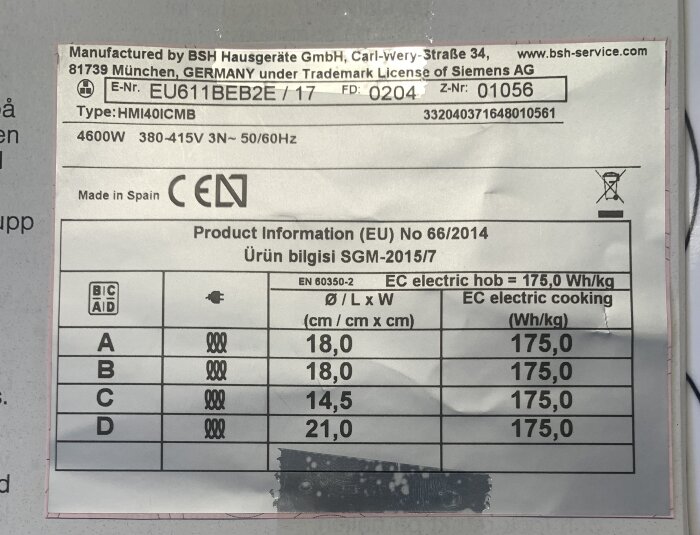 Manufactured by BSH Hausgeräte GmbH, Carl-Wery-Straße 34, www.bsh-service.com
81739 München, GERMANY under Trademark License of Siemens AG
E-Nr. EU611BEB2E / 17 FD: 0204 Z-Nr: 01056
Type:HMI40ICMB 332040371648010561
4600W 380-415V 3N~ 50/60Hz
Made in Spain CE N
Product Information (EU) No 66/2014
Ürün bilgisi SGM-2015/7
EN 60350-2 EC electric hob = 175,0 Wh/kg
B C
A D
Ø / L x W
(cm / cm x cm)
EC electric cooking
(Wh/kg)
A 18,0 175,0
B 18,0 175,0
C 14,5 175,0
D 21,0 175,0
på
en
upp
s.
d